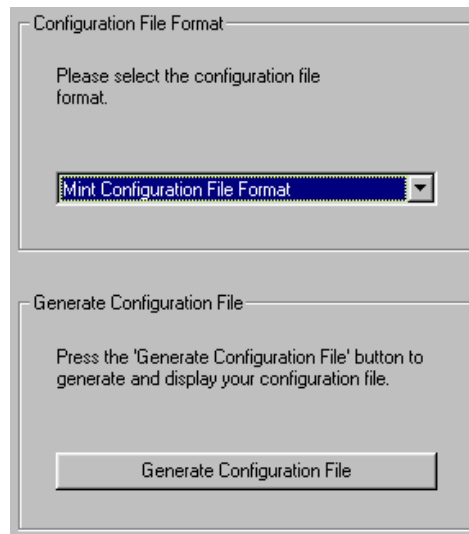 Configuration File Format
Please select the configuration file
format.
Mint Configuration File Format
Generate Configuration File
Press the 'Generate Configuration File' button to
generate and display your configuration file.
Generate Configuration File